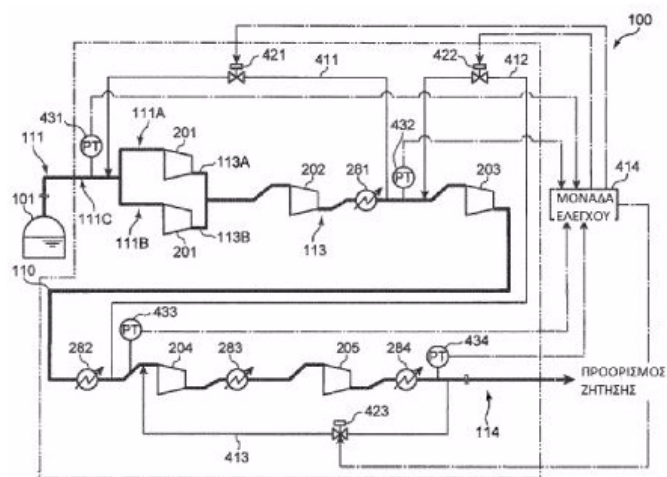 100
421
411
422
412
431
PT
111
111A
201
113A
432
PT
202
281
203
414
ΜΟΝΑΔΑ
ΕΛΕΓΧΟΥ
101
111C
111B
201
113B
113
110
433
PT
434
PT
282
204
283
205
284
ΠΡΟΟΡΙΣΜΟΣ
ΖΗΤΗΣΗΣ
423
114
413